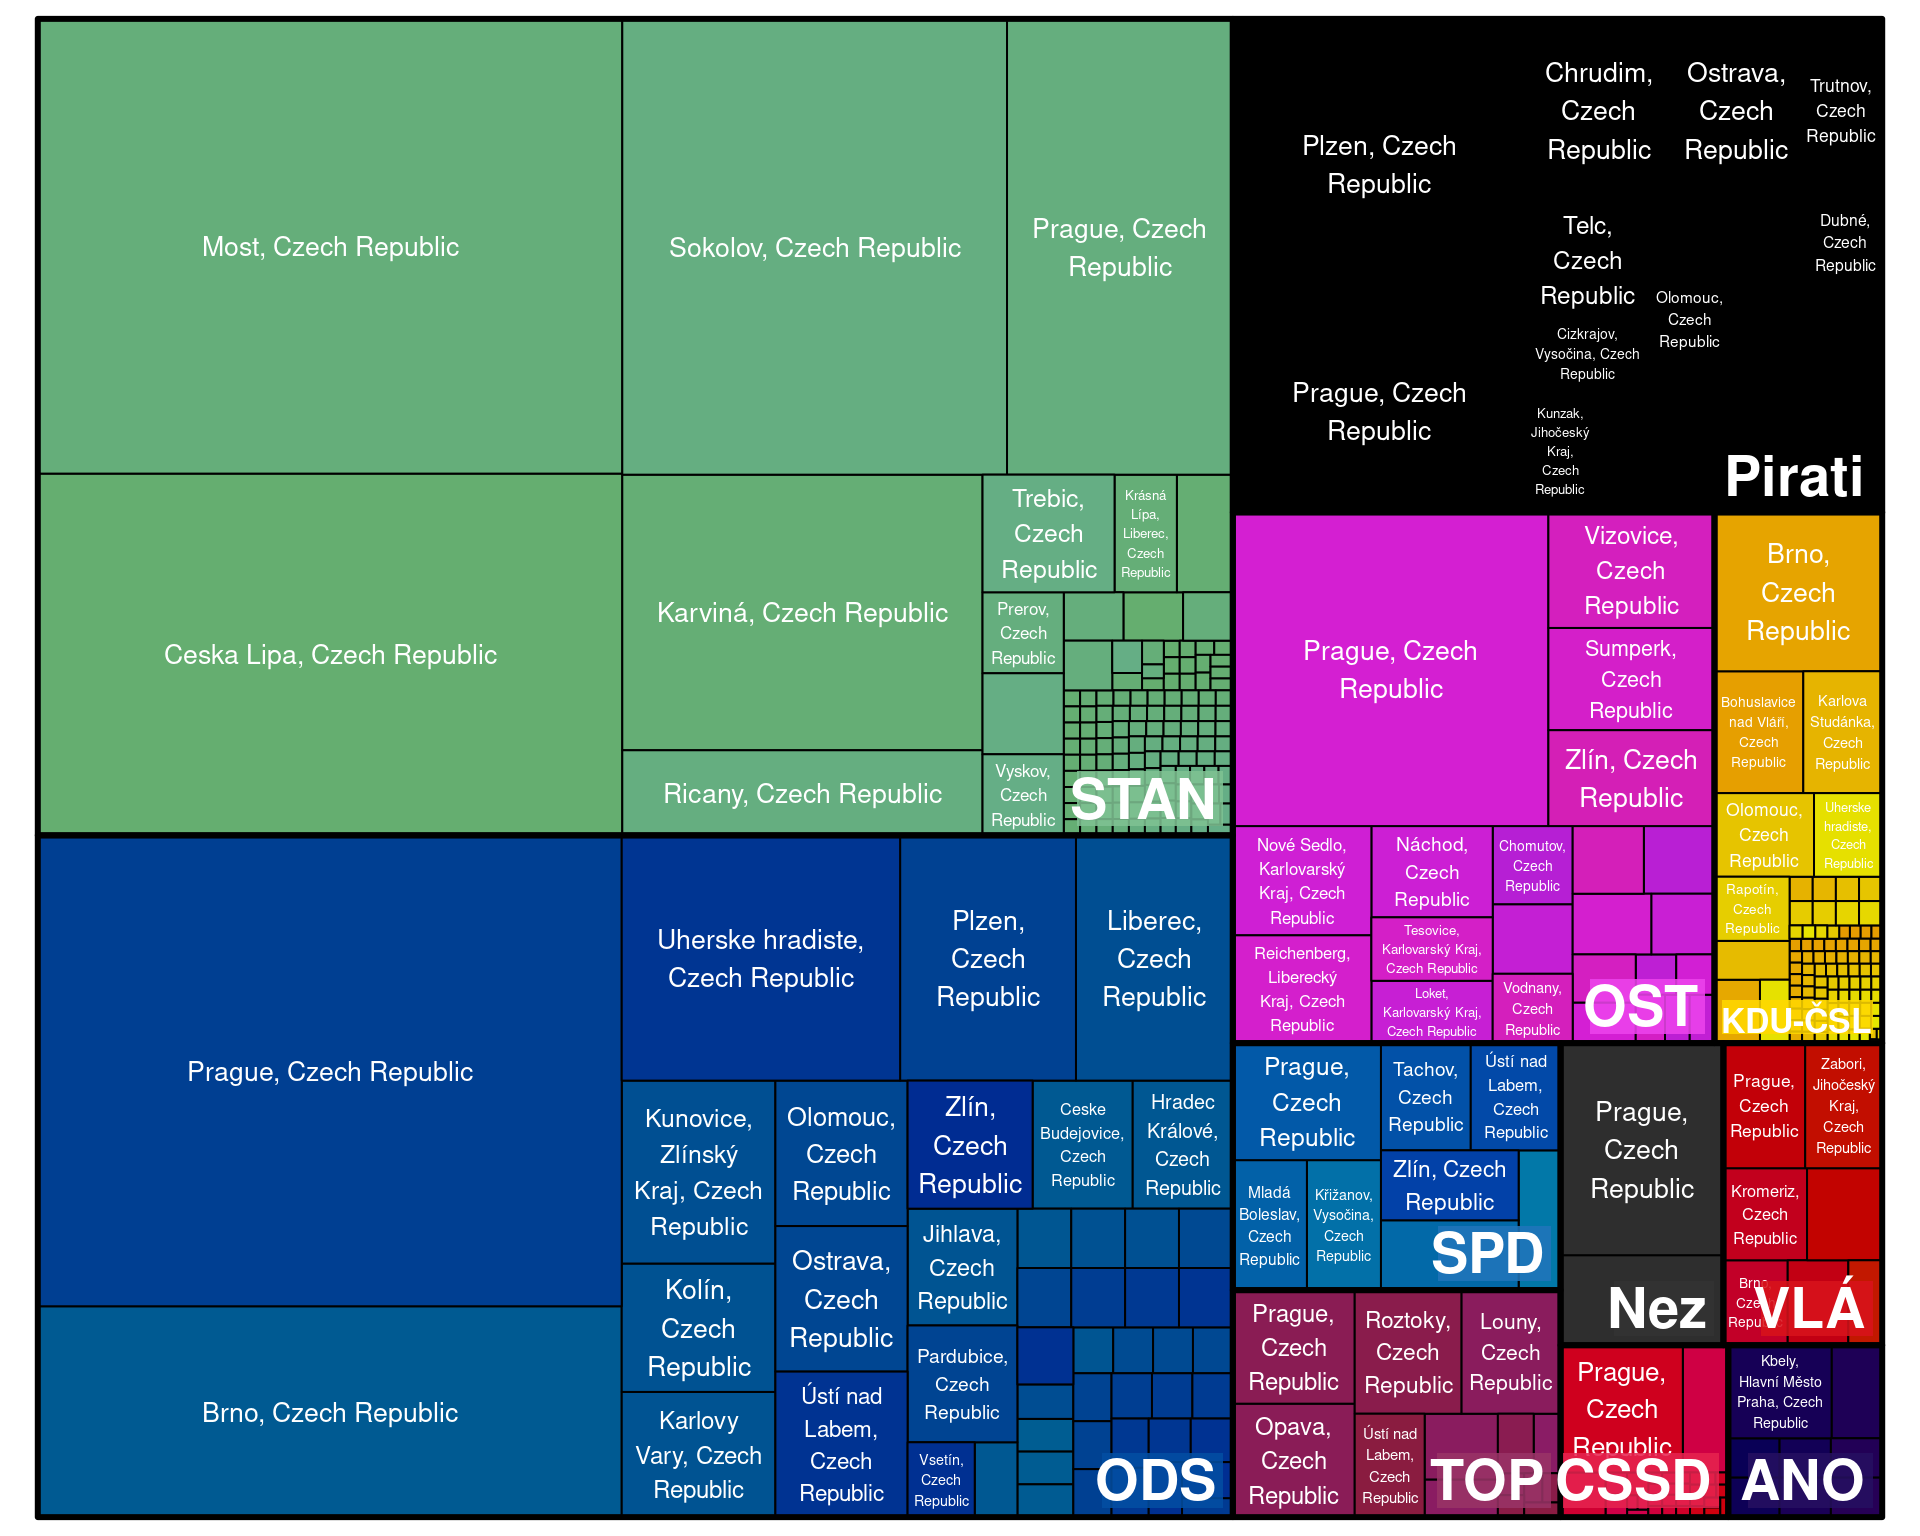 Most, Czech Republic
Sokolov, Czech Republic
Prague, Czech
Republic
Ceska Lipa, Czech Republic
Karviná, Czech Republic
Ricany, Czech Republic
Trebic,
Czech
Republic
Krásná
Lípa,
Liberec,
Czech
Republic
Prerov,
Czech
Republic
Vyskov,
Czech
Republic
STAN
Plzen, Czech
Republic
Chrudim,
Czech
Republic
Ostrava,
Czech
Republic
Trutnov,
Czech
Republic
Telc,
Czech
Republic
Dubné,
Czech
Republic
Olomouc,
Czech
Republic
Cizkrajov,
Vysočina, Czech
Republic
Prague, Czech
Republic
Kunzak,
Jihočeský
Kraj,
Czech
Republic
Pirati
Prague, Czech
Republic
Vizovice,
Czech
Republic
Sumperk,
Czech
Republic
Zlín, Czech
Republic
Nové Sedlo,
Karlovarský
Kraj, Czech
Republic
Náchod,
Czech
Republic
Chomutov,
Czech
Republic
Reichenberg,
Liberecký
Kraj, Czech
Republic
Tesovice,
Karlovarský Kraj,
Czech Republic
Loket,
Karlovarský Kraj,
Czech Republic
Vodnany,
Czech
Republic
OST
Brno,
Czech
Republic
Bohuslavice
nad Vláří,
Czech
Republic
Karlova
Studánka,
Czech
Republic
Olomouc,
Czech
Republic
Uherske
hradiste,
Czech
Republic
Rapotín,
Czech
Republic
KDU-ČSL
Prague, Czech Republic
Brno, Czech Republic
Uherske hradiste,
Czech Republic
Plzen,
Czech
Republic
Liberec,
Czech
Republic
Kunovice,
Zlínský
Kraj, Czech
Republic
Olomouc,
Czech
Republic
Zlín,
Czech
Republic
Ceske
Budejovice,
Czech
Republic
Hradec
Králové,
Czech
Republic
Kolín,
Czech
Republic
Ostrava,
Czech
Republic
Jihlava,
Czech
Republic
Karlovy
Vary, Czech
Republic
Ústí nad
Labem,
Czech
Republic
Pardubice,
Czech
Republic
Vsetín,
Czech
Republic
ODS
Prague,
Czech
Republic
Tachov,
Czech
Republic
Ústí nad
Labem,
Czech
Republic
Mladá
Boleslav,
Czech
Republic
Křižanov,
Vysočina,
Czech
Republic
Zlín, Czech
Republic
SPD
Prague,
Czech
Republic
Nez
Prague,
Czech
Republic
Zabori,
Jihočeský
Kraj,
Czech
Republic
Kromeriz,
Czech
Republic
Brno,
VLÁ
Prague,
Czech
Republic
Roztoky,
Czech
Republic
Louny,
Czech
Republic
Opava,
Czech
Republic
Ústí nad
Labem,
Czech
Republic
TOP
Prague,
Czech
Republic
CSSD
Kbely,
Hlavní Město
Praha, Czech
Republic
ANO